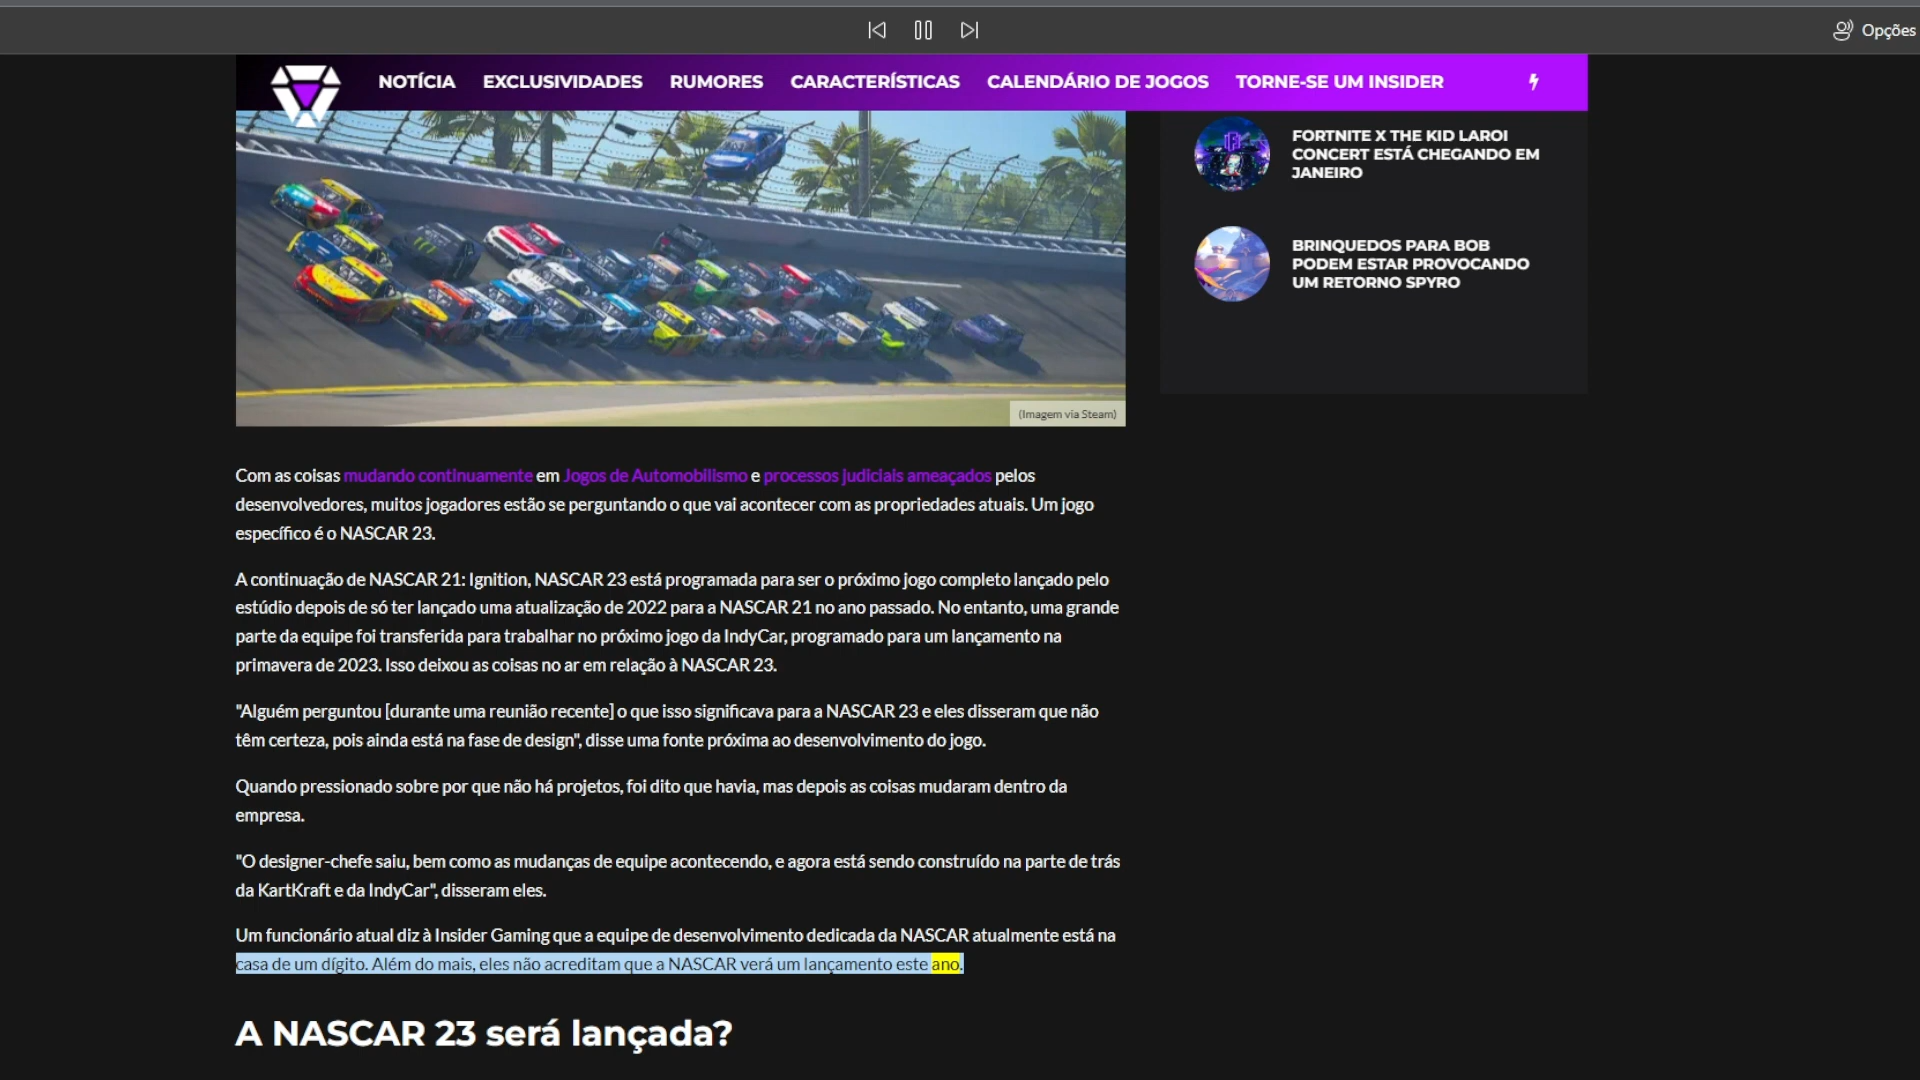 Opções
NOTÍCIA EXCLUSIVIDADES RUMORES CARACTERÍSTICAS CALENDÁRIO DE JOGOS TORNE-SE UM INSIDER
(Imagem via Steam)
FORTNITE X THE KID LAROI
CONCERT ESTÁ CHEGANDO EM
JANEIRO
BRINQUEDOS PARA BOB
PODEM ESTAR PROVOCANDO
UM RETORNO SPYRO
Com as coisas mudando continuamente em Jogos de Automobilismo e processos judiciais ameaçados pelos
desenvolvedores, muitos jogadores estão se perguntando o que vai acontecer com as propriedades atuais. Um jogo
específico é o NASCAR 23.
A continuação de NASCAR 21: Ignition, NASCAR 23 está programada para ser o próximo jogo completo lançado pelo
estúdio depois de só ter lançado uma atualização de 2022 para a NASCAR 21 no ano passado. No entanto, uma grande
parte da equipe foi transferida para trabalhar no próximo jogo da IndyCar, programado para um lançamento na
primavera de 2023. Isso deixou as coisas no ar em relação à NASCAR 23.
"Alguém perguntou [durante uma reunião recente] o que isso significava para a NASCAR 23 e eles disseram que não
têm certeza, pois ainda está na fase de design", disse uma fonte próxima ao desenvolvimento do jogo.
Quando pressionado sobre por que não há projetos, foi dito que havia, mas depois as coisas mudaram dentro da
empresa.
"O designer-chefe saiu, bem como as mudanças de equipe acontecendo, e agora está sendo construído na parte de trás
da KartKraft e da IndyCar", disseram eles.
Um funcionário atual diz à Insider Gaming que a equipe de desenvolvimento dedicada da NASCAR atualmente está na
casa de um dígito. Além do mais, eles não acreditam que a NASCAR verá um lançamento este ano.
A NASCAR 23 será lançada?